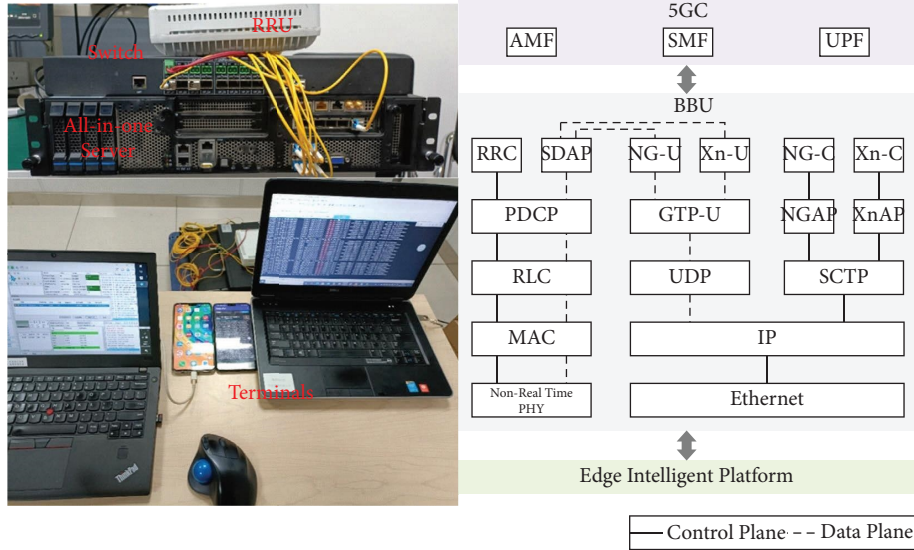 RRU
Switch
All-in-one
Server
Terminals
ThinkPad
5GC
AMF
SMF
UPF
BBU
RRC
SDAP
NG-U
Xn-U
NG-C
Xn-C
PDCP
GTP-U
NGAP
XnAP
RLC
UDP
SCTP
MAC
IP
Non-Real Time
PHY
Ethernet
Edge Intelligent Platform
Control Plane
Data Plane